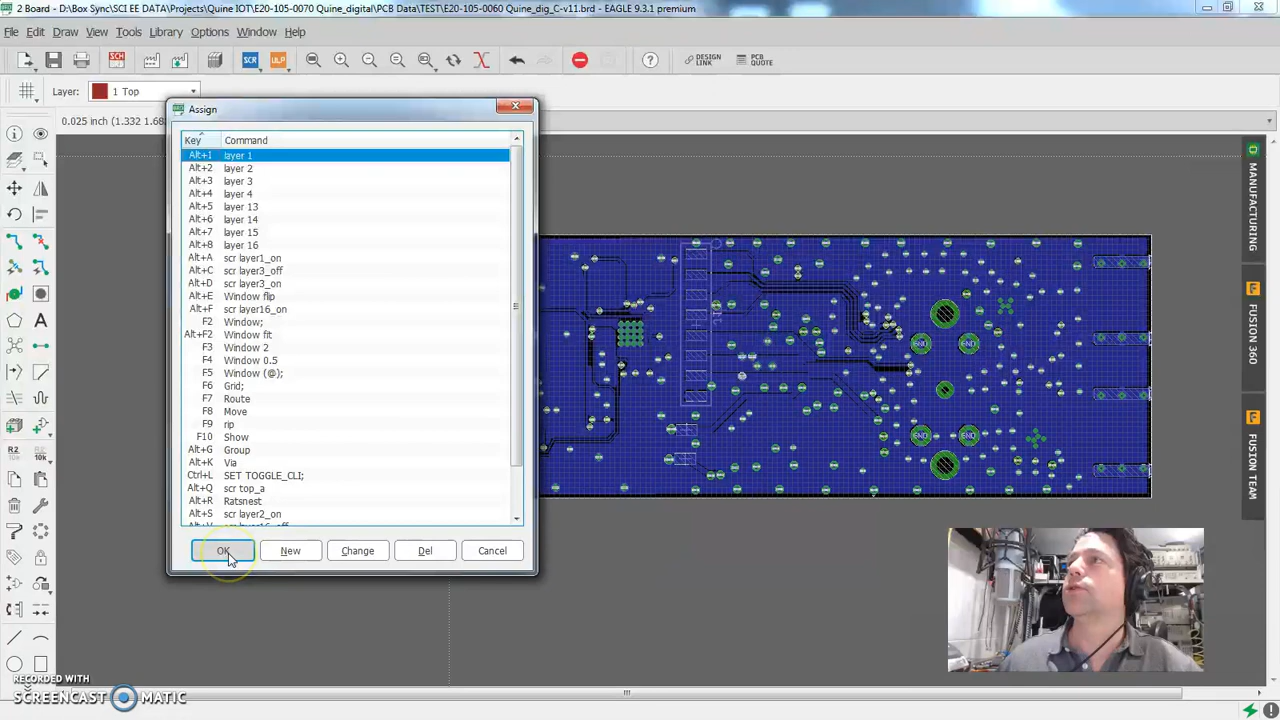 2 Board - D:\Box Sync\SCI EE DATA\Projects\Quine IOT\E20-105-0070 Quine_digital\PCB Data\TEST\E20-105-0060 Quine_dig_C-v11.brd - EAGLE 9.3.1 premium
File Edit Draw View Tools Library Options Window Help
SCH SCR ULP DESIGN LINK PCB QUOTE
Layer: 1 Top
0.025 inch (1.332 1.68
Assign
Key Command
Alt+1 layer 1
Alt+2 layer 2
Alt+3 layer 3
Alt+4 layer 4
Alt+5 layer 13
Alt+6 layer 14
Alt+7 layer 15
Alt+8 layer 16
Alt+A scr layer1_on
Alt+C scr layer3_off
Alt+D scr layer3_on
Alt+E Window flip
Alt+F scr layer16_on
F2 Window;
Alt+F2 Window fit
F3 Window 2
F4 Window 0.5
F5 Window (@);
F6 Grid;
F7 Route
F8 Move
F9 rip
F10 Show
Alt+G Group
Alt+K Via
Ctrl+L SET TOGGLE_CLI;
Alt+Q scr top_a
Alt+R Ratsnest
Alt+S scr layer2_on
Alt+V scr layer16_off
OK New Change Del Cancel
GND GND
GND GND
MANUFACTURING
FUSION 360
FUSION TEAM
R2
10k
RECORDED WITH
SCREENCAST MATIC